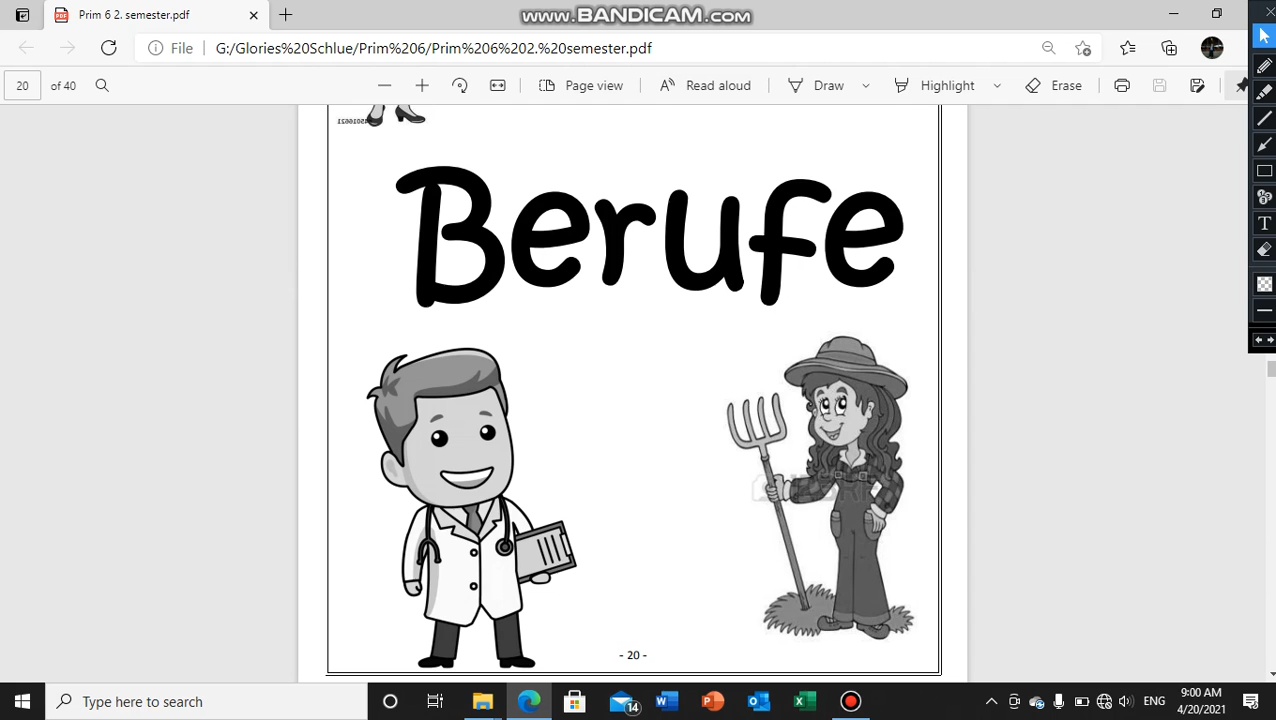 Prim 6 2. semester.pdf
www.BANDICAM.com
File
G:/Glories%20Schlue/Prim%206/Prim%206%202.%20semester.pdf
20 of 40
Page view
Read aloud
Draw
Highlight
Erase
T
Berufe
- 20 -
Type here to search
14
ENG
9:00 AM
4/20/2021